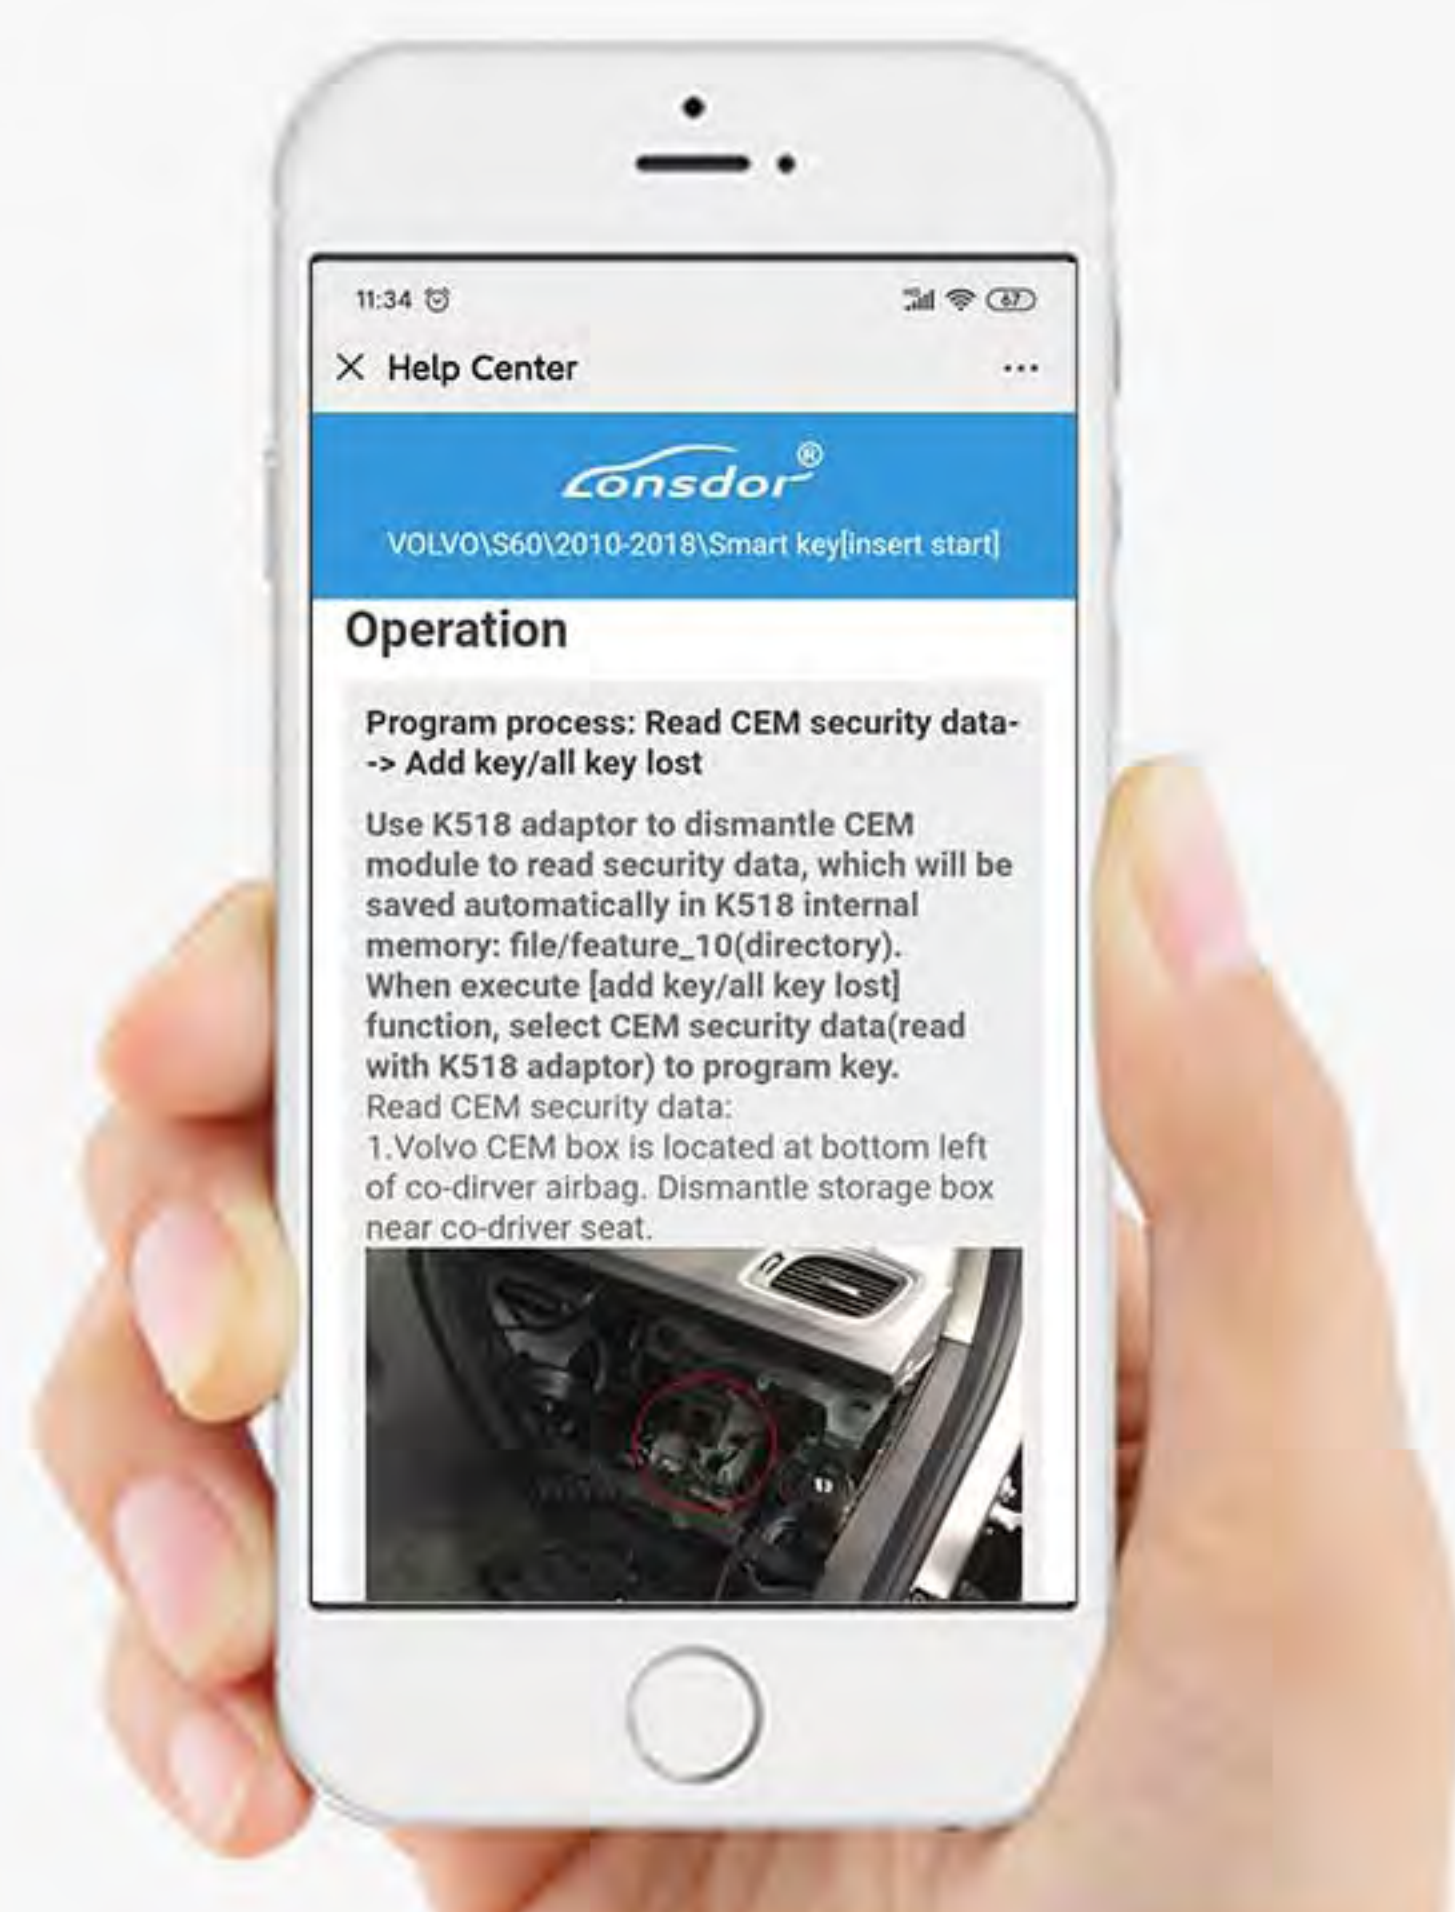 11:34
HD
67
Help Center
Lonsdor®
VOLVO\S60\2010-2018\Smart key[insert start]
Operation
Program process: Read CEM security data-
-> Add key/all key lost
Use K518 adaptor to dismantle CEM
module to read security data, which will be
saved automatically in K518 internal
memory: file/feature_10(directory).
When execute [add key/all key lost]
function, select CEM security data(read
with K518 adaptor) to program key.
Read CEM security data:
1.Volvo CEM box is located at bottom left
of co-dirver airbag. Dismantle storage box
near co-driver seat.